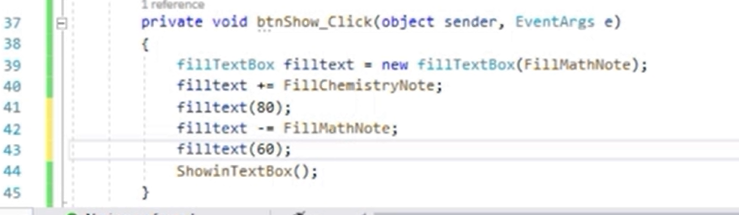 1 reference
37 private void btnShow_Click(object sender, EventArgs e)
38 {
39 fillTextBox filltext = new fillTextBox(FillMathNote);
40 filltext += FillChemistryNote;
41 filltext(80);
42 filltext -= FillMathNote;
43 filltext(60);
44 ShowinTextBox();
45 }